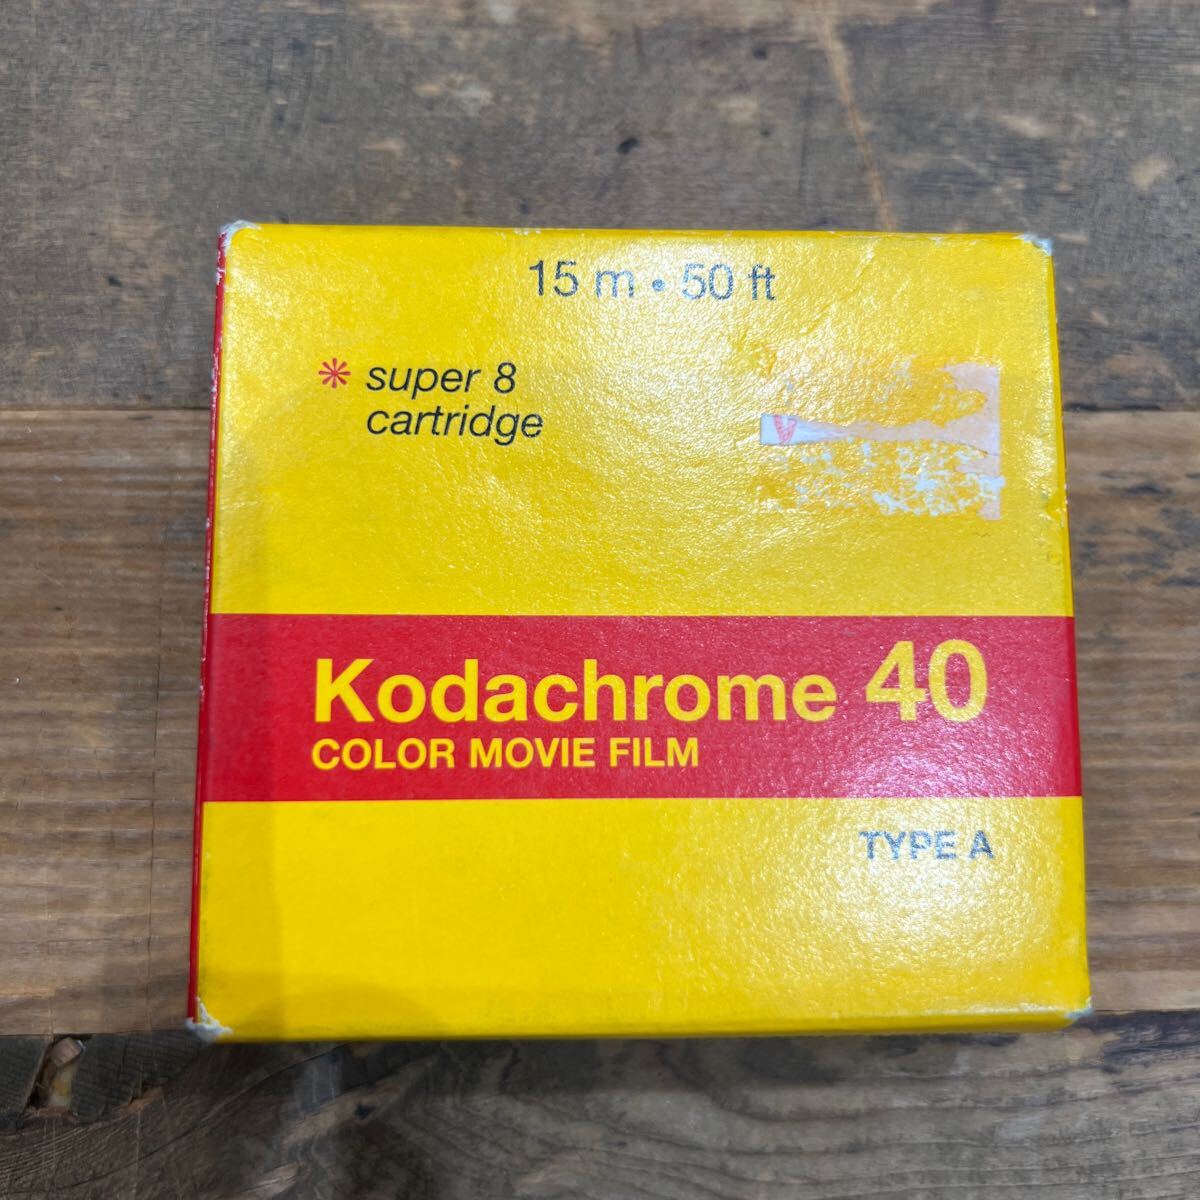 15 m • 50 ft
* super 8
cartridge
Kodachrome 40
COLOR MOVIE FILM
TYPE A